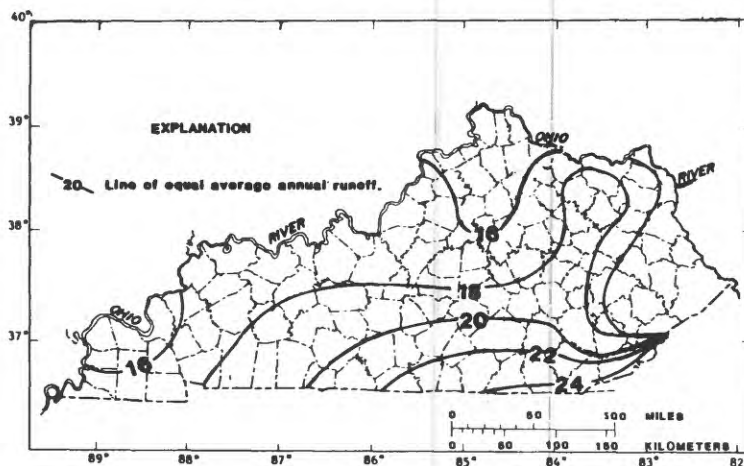 40°
EXPLANATION
20 Line of equal average annual runoff.
39°
38°
37°
OHIO
RIVER
RIVER
OHIO
16
18
20
22
24
16
0 50 100 MILES
0 50 100 150 KILOMETERS
89° 88° 87° 86° 85° 84° 83° 82